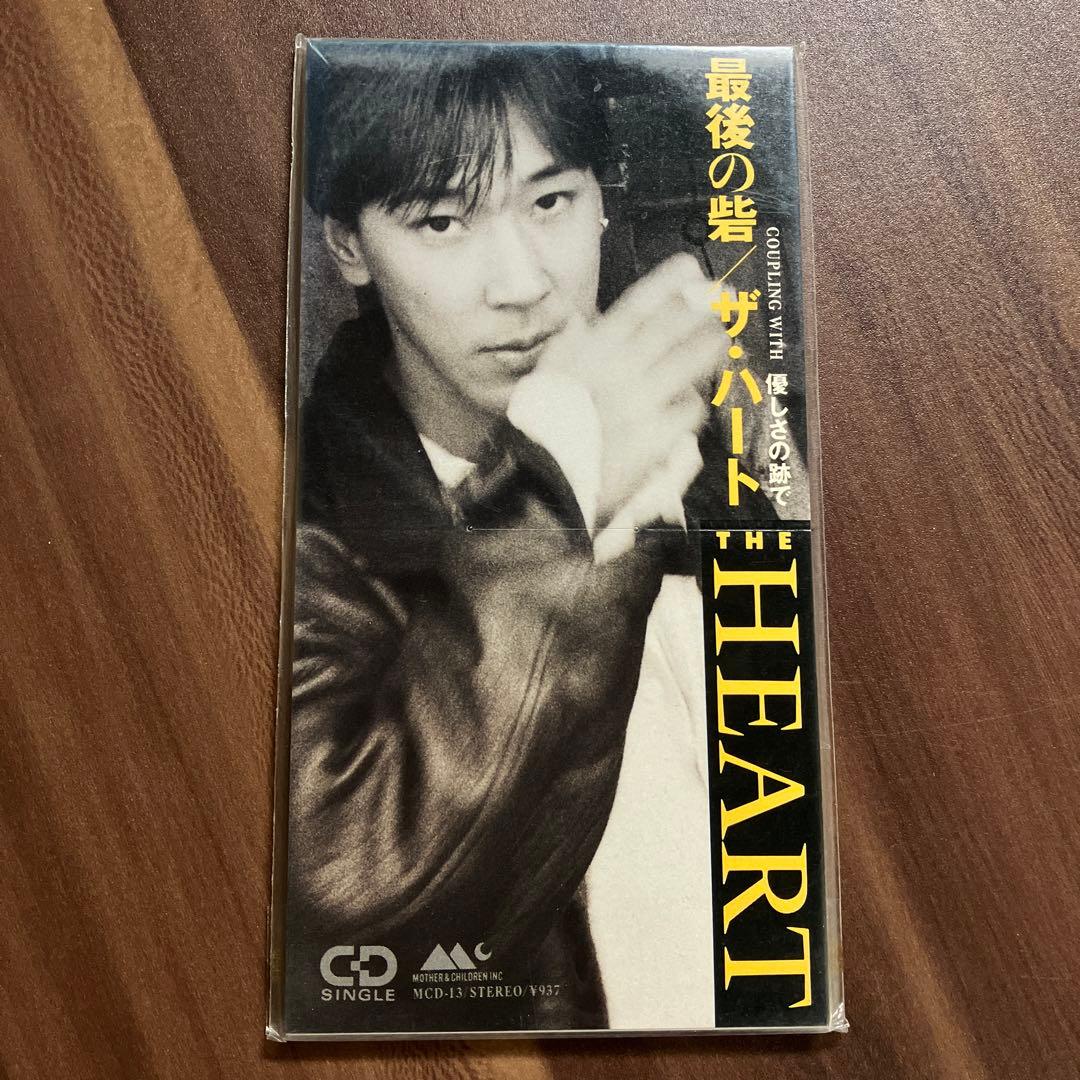 最後の砦/ザ・ハート
COUPLING WITH 優しさの跡で
THE
HEART
CD
SINGLE
MOTHER & CHILDREN INC
MCD-13/STEREO/¥937